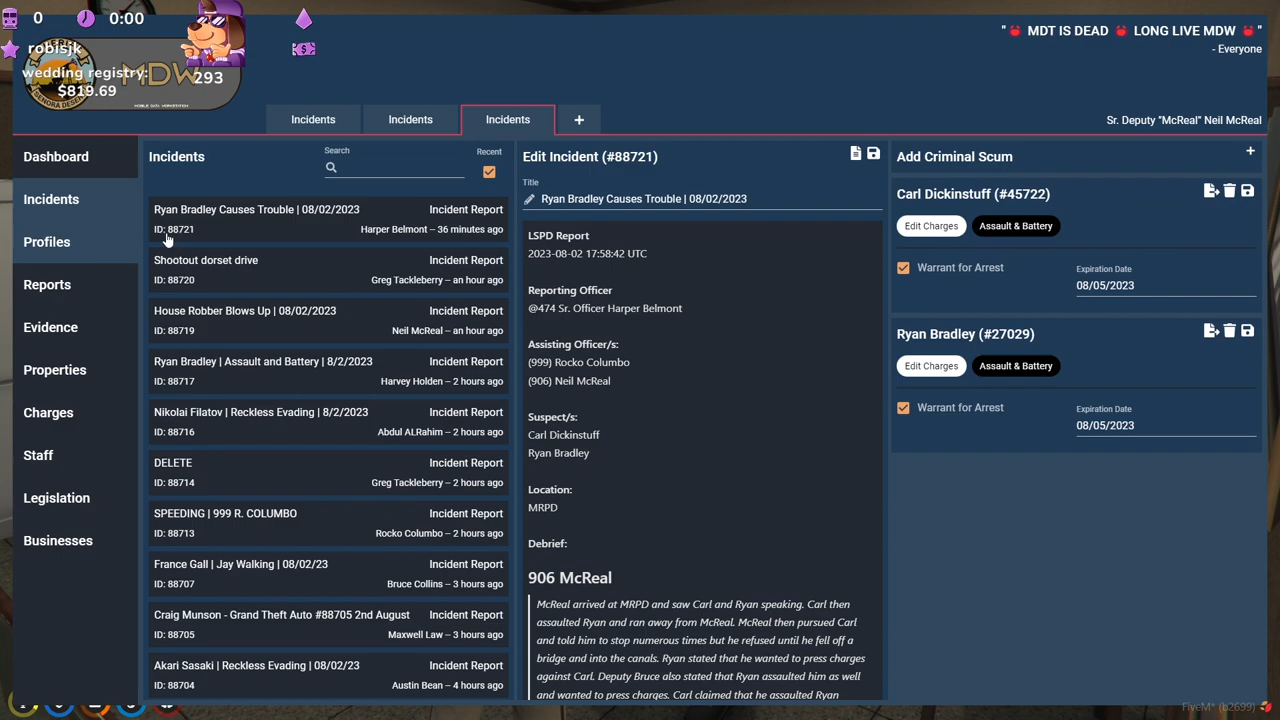 0
0:00
robisjk
wedding registry:
$819.69
293
MDW
MOBILE DATA WORKSTATION
" 🦀 MDT IS DEAD 🦀 LONG LIVE MDW 🦀 "
- Everyone
Incidents
Incidents
Incidents
+
Sr. Deputy "McReal" Neil McReal
Dashboard
Incidents
Profiles
Reports
Evidence
Properties
Charges
Staff
Legislation
Businesses
Incidents
Search
Recent
Ryan Bradley Causes Trouble | 08/02/2023 Incident Report
ID: 88721 Harper Belmont – 36 minutes ago
Shootout dorset drive Incident Report
ID: 88720 Greg Tackleberry – an hour ago
House Robber Blows Up | 08/02/2023 Incident Report
ID: 88719 Neil McReal – an hour ago
Ryan Bradley | Assault and Battery | 8/2/2023 Incident Report
ID: 88717 Harvey Holden – 2 hours ago
Nikolai Filatov | Reckless Evading | 8/2/2023 Incident Report
ID: 88716 Abdul ALRahim – 2 hours ago
DELETE Incident Report
ID: 88714 Greg Tackleberry – 2 hours ago
SPEEDING | 999 R. COLUMBO Incident Report
ID: 88713 Rocko Columbo – 2 hours ago
France Gall | Jay Walking | 08/02/23 Incident Report
ID: 88707 Bruce Collins – 3 hours ago
Craig Munson - Grand Theft Auto #88705 2nd August Incident Report
ID: 88705 Maxwell Law – 3 hours ago
Akari Sasaki | Reckless Evading | 08/02/23 Incident Report
ID: 88704 Austin Bean – 4 hours ago
Edit Incident (#88721)
Title
Ryan Bradley Causes Trouble | 08/02/2023
LSPD Report
2023-08-02 17:58:42 UTC
Reporting Officer
@474 Sr. Officer Harper Belmont
Assisting Officer/s:
(999) Rocko Columbo
(906) Neil McReal
Suspect/s:
Carl Dickinstuff
Ryan Bradley
Location:
MRPD
Debrief:
906 McReal
McReal arrived at MRPD and saw Carl and Ryan speaking. Carl then
assaulted Ryan and ran away from McReal. McReal then pursued Carl
and told him to stop numerous times but he refused until he fell off a
bridge and into the canals. Ryan stated that he wanted to press charges
against Carl. Deputy Bruce also stated that Ryan assaulted him as well
and wanted to press charges. Carl claimed that he assaulted Ryan
Add Criminal Scum
+
Carl Dickinstuff (#45722)
Edit Charges Assault & Battery
Warrant for Arrest Expiration Date
08/05/2023
Ryan Bradley (#27029)
Edit Charges Assault & Battery
Warrant for Arrest Expiration Date
08/05/2023
FiveM* (b2699)